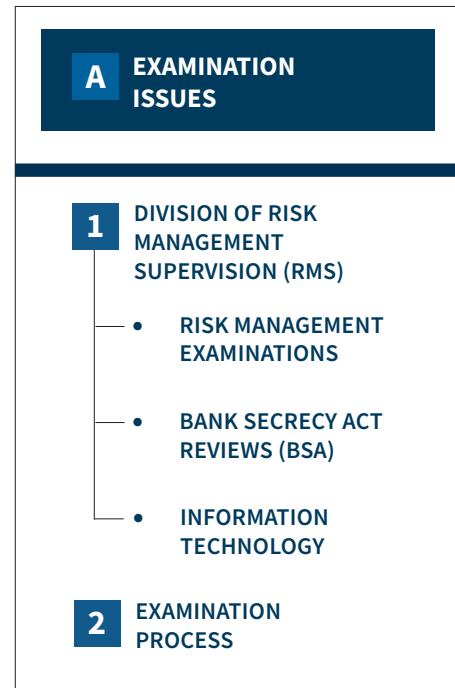 A
EXAMINATION
ISSUES
1
DIVISION OF RISK
MANAGEMENT
SUPERVISION (RMS)
• RISK MANAGEMENT
EXAMINATIONS
• BANK SECRECY ACT
REVIEWS (BSA)
• INFORMATION
TECHNOLOGY
2
EXAMINATION
PROCESS